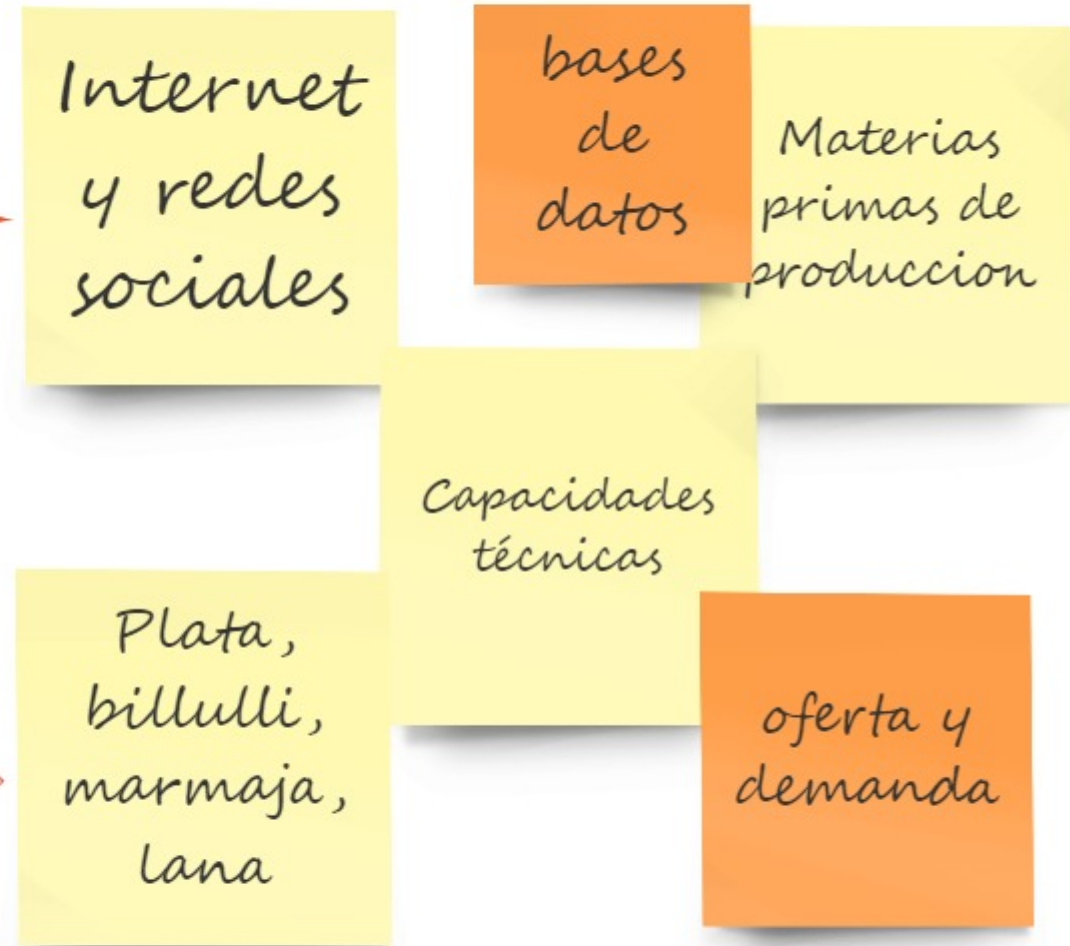 Internet
y redes
sociales
bases
de
datos
Materias
primas de
produccion
Capacidades
técnicas
Plata,
billulli,
marmaja,
lana
oferta y
demanda